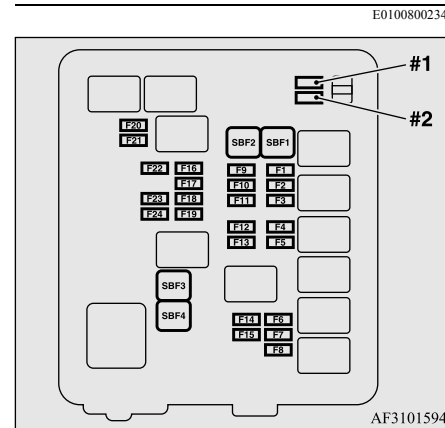 E0100800234
#1
#2
F20
F21
SBF2 SBF1
F22 F16
F9 F1
F17
F10 F2
F23 F18
F11 F3
F24 F19
F12 F4
F13 F5
SBF3
SBF4
F14 F6
F15 F7
F8
AF3101594